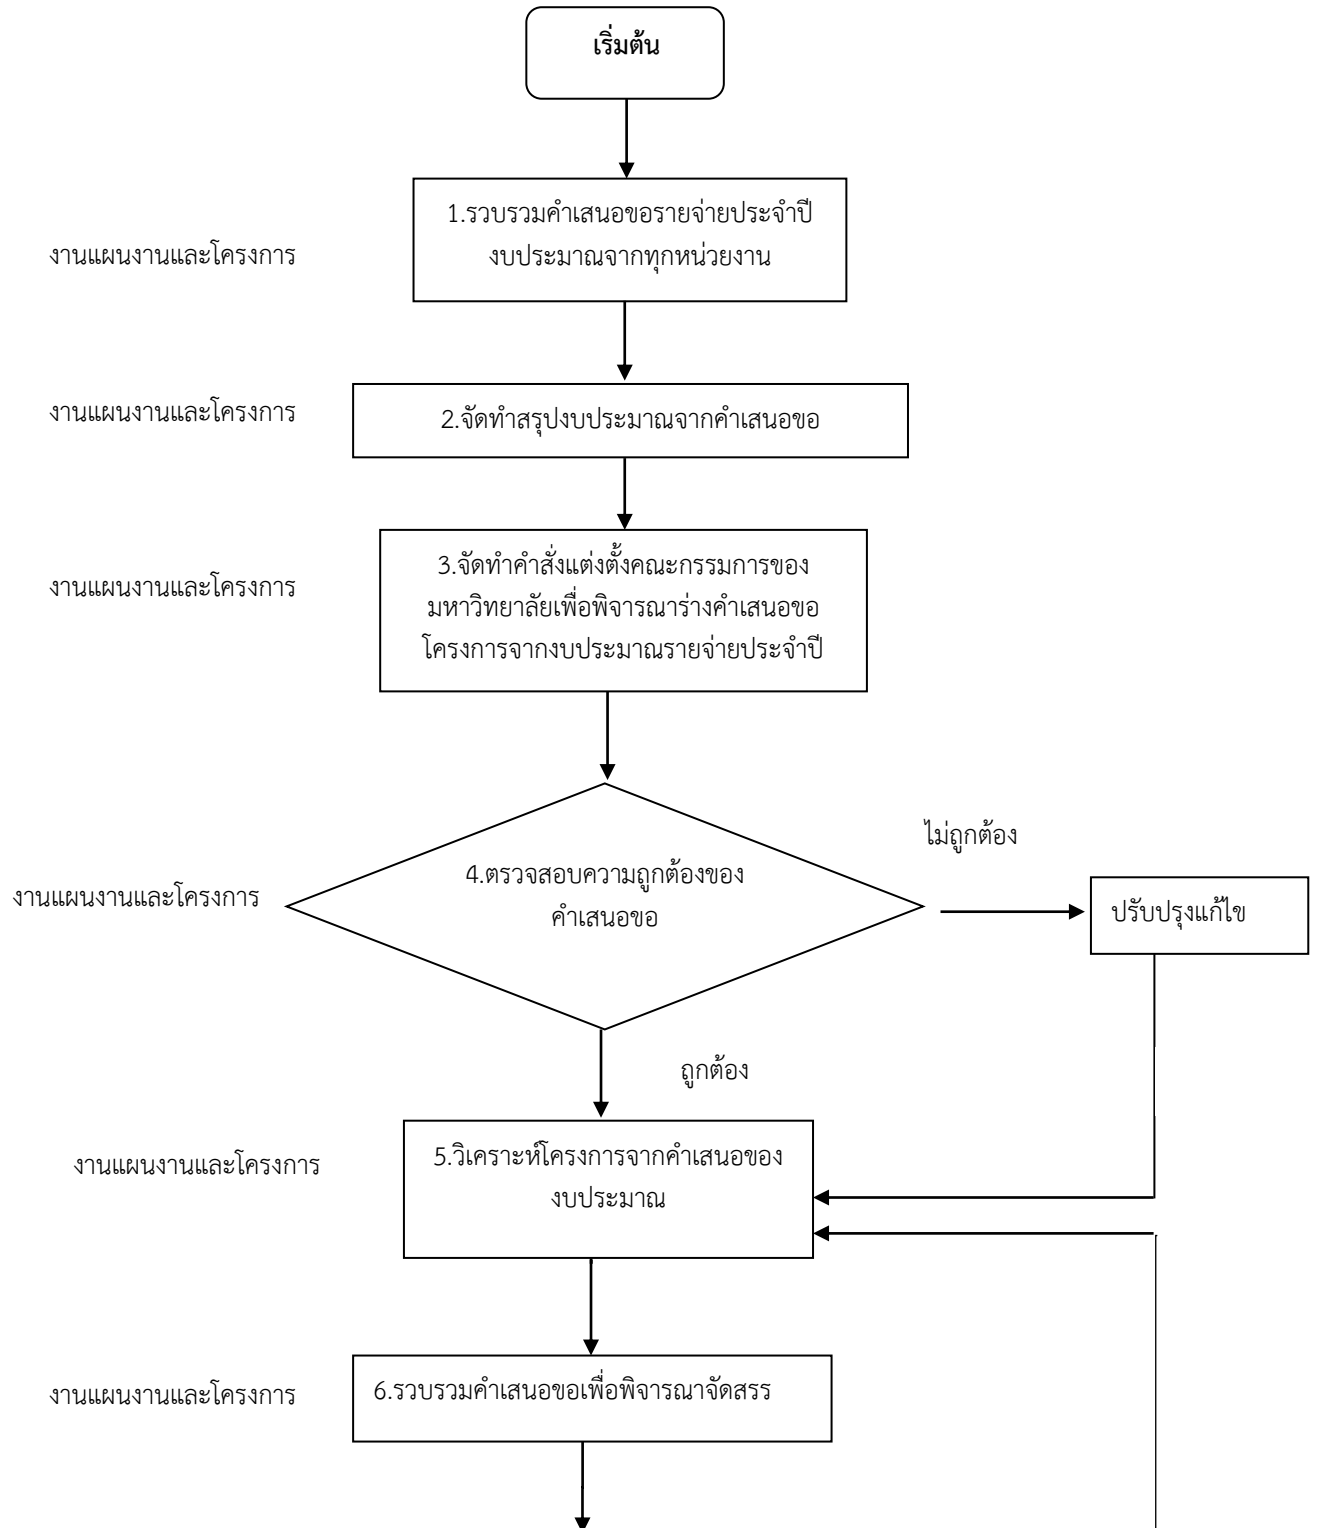 เริ่มต้น
1.รวบรวมคำเสนอขอรายจ่ายประจำปี
งบประมาณจากทุกหน่วยงาน
งานแผนงานและโครงการ
งานแผนงานและโครงการ
2.จัดทำสรุปงบประมาณจากคำเสนอขอ
3.จัดทำคำสั่งแต่งตั้งคณะกรรมการของ
มหาวิทยาลัยเพื่อพิจารณาร่างคำเสนอขอ
โครงการจากงบประมาณรายจ่ายประจำปี
งานแผนงานและโครงการ
ไม่ถูกต้อง
4.ตรวจสอบความถูกต้องของ
คำเสนอขอ
งานแผนงานและโครงการ
ปรับปรุงแก้ไข
ถูกต้อง
5.วิเคราะห์โครงการจากคำเสนอของ
งบประมาณ
งานแผนงานและโครงการ
6.รวบรวมคำเสนอขอเพื่อพิจารณาจัดสรร
งานแผนงานและโครงการ